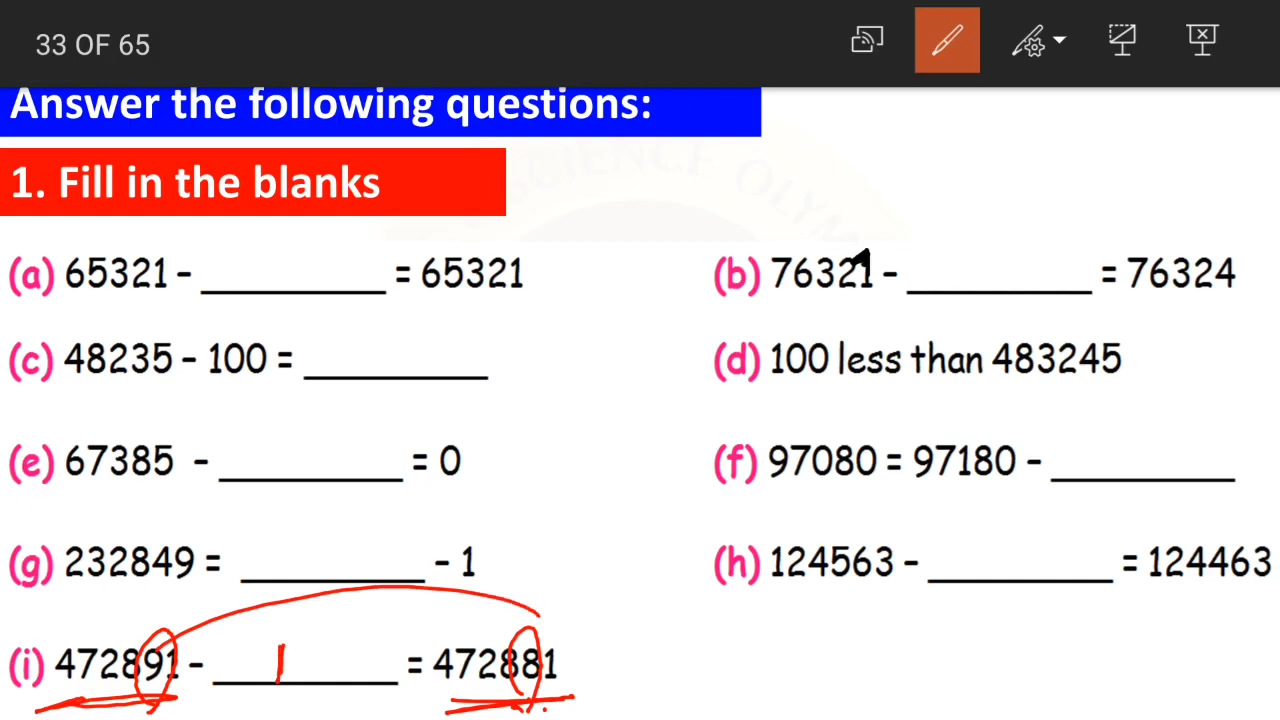 33 OF 65
Answer the following questions:
1. Fill in the blanks
(a) 65321 - ________ = 65321
(b) 76321 - ________ = 76324
(c) 48235 - 100 = ________
(d) 100 less than 483245
(e) 67385 - ________ = 0
(f) 97080 = 97180 - ________
(g) 232849 = ________ - 1
(h) 124563 - ________ = 124463
(i) 472891 - ___1___ = 472881
SCIENCE